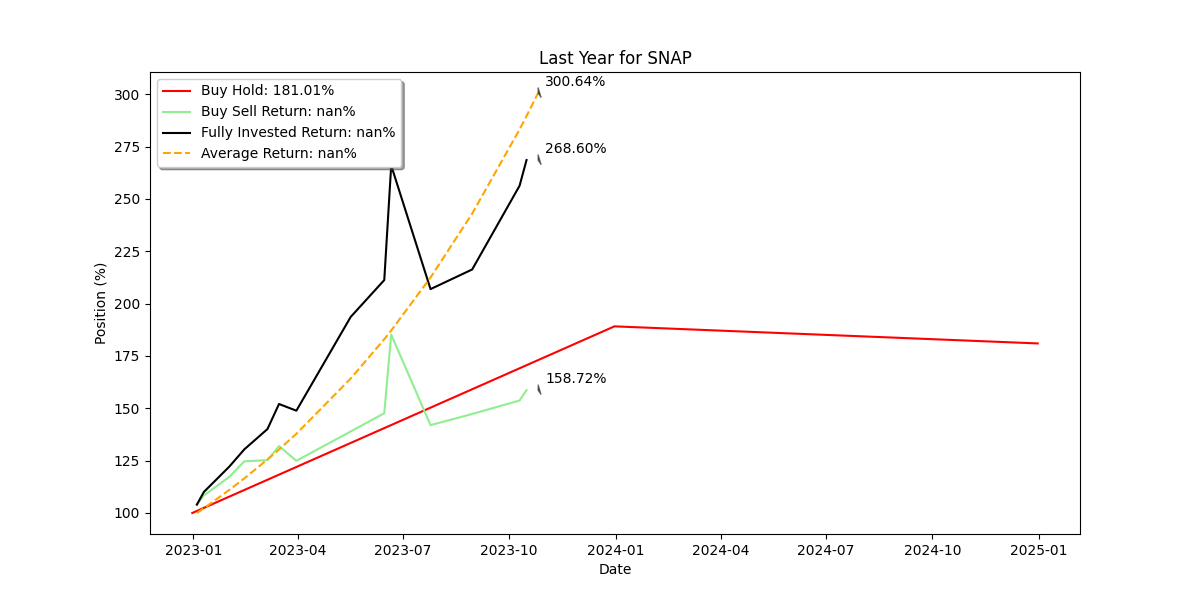 Last Year for SNAP
Buy Hold: 181.01%
Buy Sell Return: nan%
Fully Invested Return: nan%
Average Return: nan%
300.64%
268.60%
158.72%
300
275
250
225
200
175
150
125
100
Position (%)
2023-01 2023-04 2023-07 2023-10 2024-01 2024-04 2024-07 2024-10 2025-01
Date